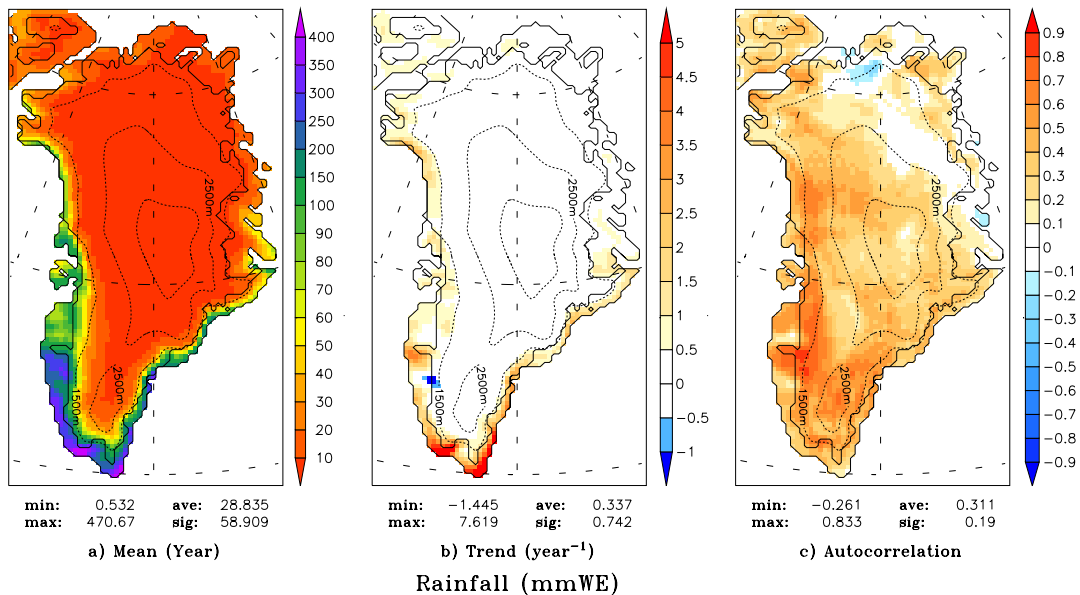 400
350
300
250
200
150
100
90
80
70
60
50
40
30
20
10
2500m
2500m
1500m
min: 0.532 ave: 28.835
max: 470.67 sig: 58.909
a) Mean (Year)
5
4.5
4
3.5
3
2.5
2
1.5
1
0.5
0
−0.5
−1
2500m
2500m
1500m
min: −1.445 ave: 0.337
max: 7.619 sig: 0.742
b) Trend (year⁻¹)
0.9
0.8
0.7
0.6
0.5
0.4
0.3
0.2
0.1
0
−0.1
−0.2
−0.3
−0.4
−0.5
−0.6
−0.7
−0.8
−0.9
2500m
2500m
1500m
min: −0.261 ave: 0.311
max: 0.833 sig: 0.19
c) Autocorrelation
Rainfall (mmWE)